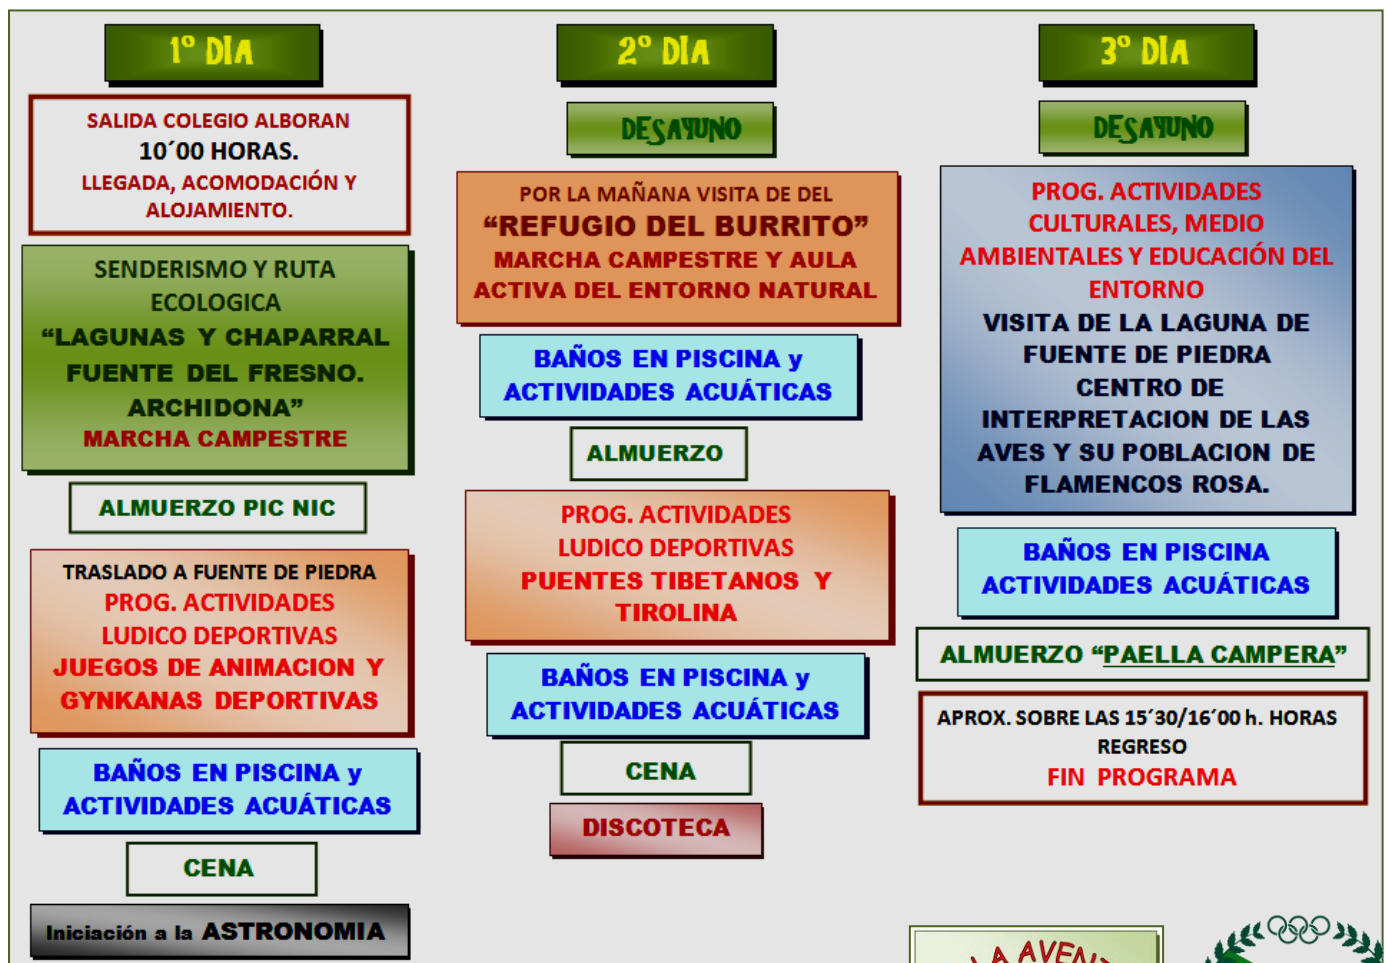 1º DIA
SALIDA COLEGIO ALBORAN
10´00 HORAS.
LLEGADA, ACOMODACIÓN Y
ALOJAMIENTO.
SENDERISMO Y RUTA
ECOLOGICA
“LAGUNAS Y CHAPARRAL
FUENTE DEL FRESNO.
ARCHIDONA”
MARCHA CAMPESTRE
ALMUERZO PIC NIC
TRASLADO A FUENTE DE PIEDRA
PROG. ACTIVIDADES
LUDICO DEPORTIVAS
JUEGOS DE ANIMACION Y
GYNKANAS DEPORTIVAS
BAÑOS EN PISCINA y
ACTIVIDADES ACUÁTICAS
CENA
Iniciación a la ASTRONOMIA
2º DIA
DESAYUNO
POR LA MAÑANA VISITA DE DEL
“REFUGIO DEL BURRITO”
MARCHA CAMPESTRE Y AULA
ACTIVA DEL ENTORNO NATURAL
BAÑOS EN PISCINA y
ACTIVIDADES ACUÁTICAS
ALMUERZO
PROG. ACTIVIDADES
LUDICO DEPORTIVAS
PUENTES TIBETANOS Y
TIROLINA
BAÑOS EN PISCINA y
ACTIVIDADES ACUÁTICAS
CENA
DISCOTECA
3º DIA
DESAYUNO
PROG. ACTIVIDADES
CULTURALES, MEDIO
AMBIENTALES Y EDUCACIÓN DEL
ENTORNO
VISITA DE LA LAGUNA DE
FUENTE DE PIEDRA
CENTRO DE
INTERPRETACION DE LAS
AVES Y SU POBLACION DE
FLAMENCOS ROSA.
BAÑOS EN PISCINA
ACTIVIDADES ACUÁTICAS
ALMUERZO “PAELLA CAMPERA”
APROX. SOBRE LAS 15´30/16´00 h. HORAS
REGRESO
FIN PROGRAMA